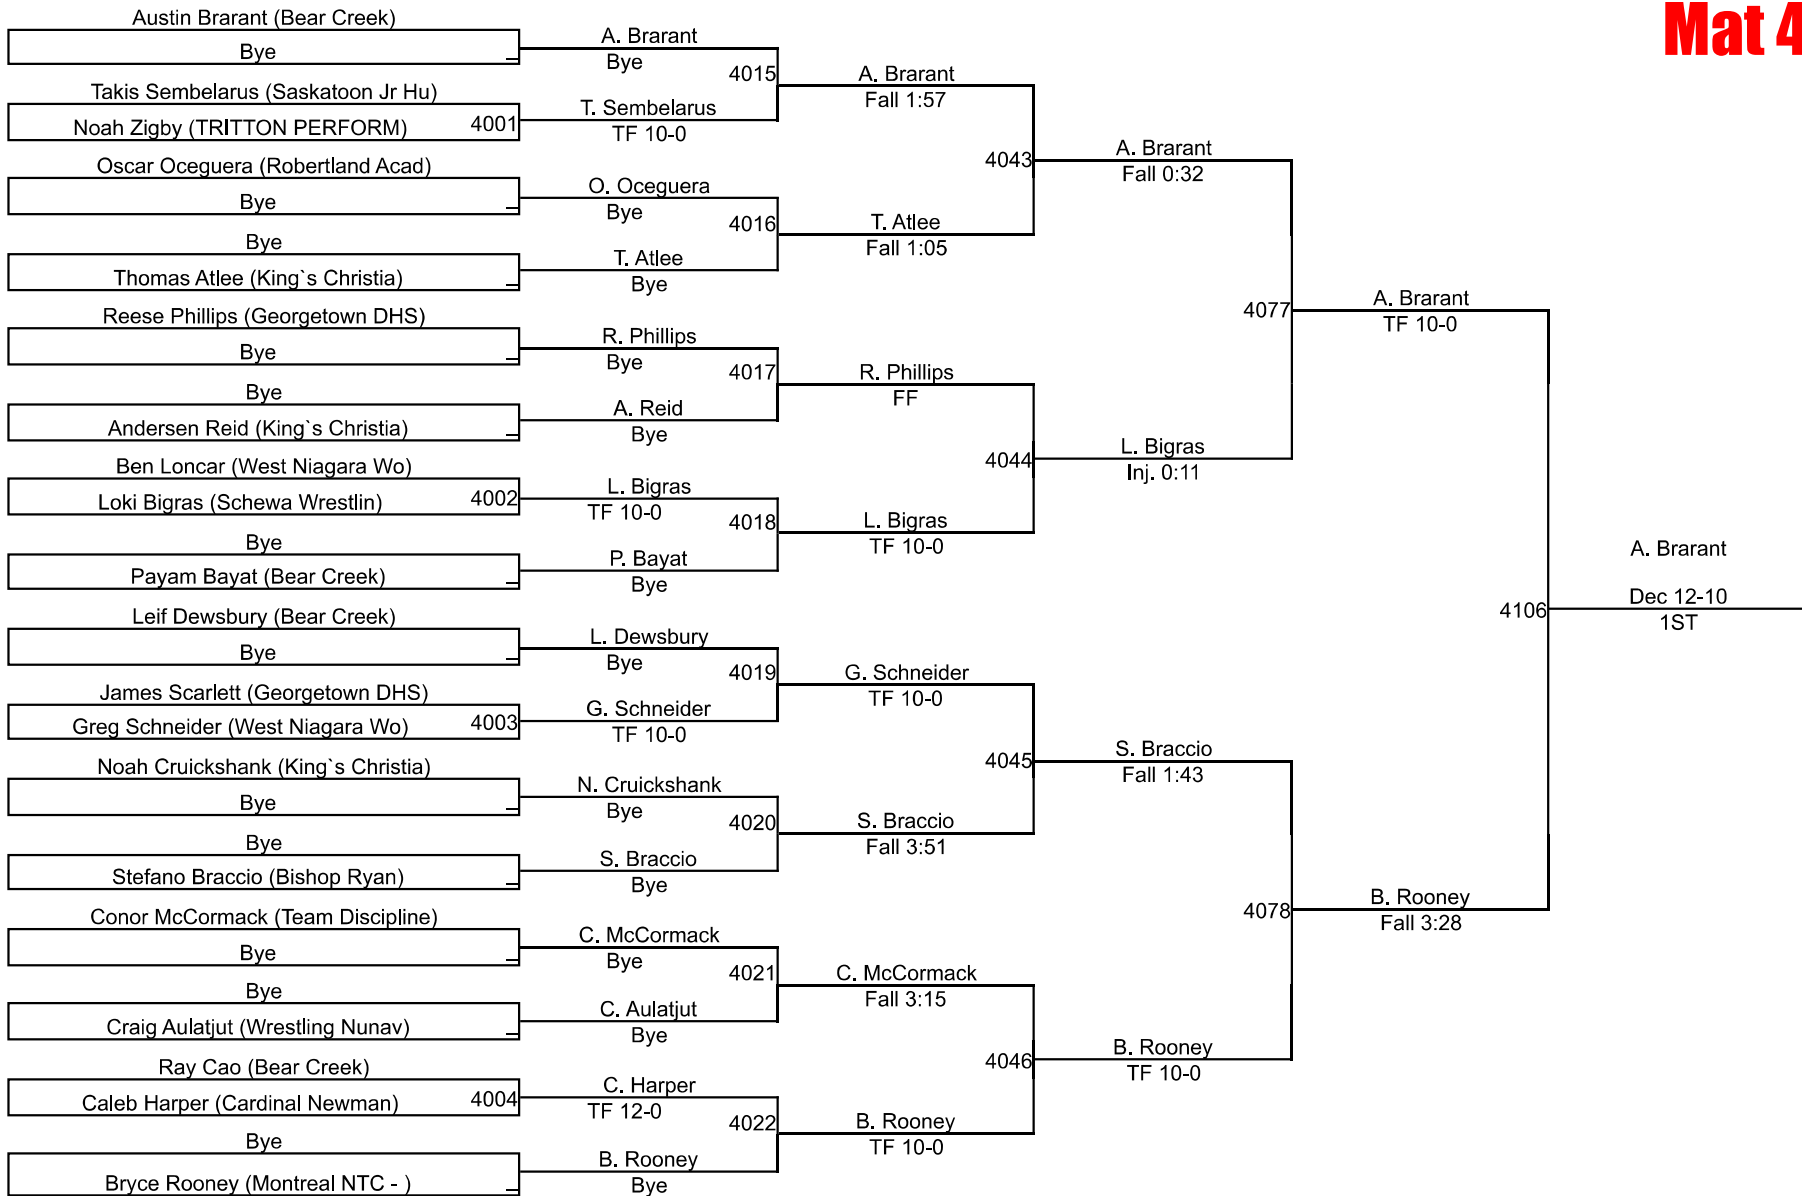 Mat 4
Austin Brarant (Bear Creek)
Bye
Takis Sembelarus (Saskatoon Jr Hu)
Noah Zigby (TRITTON PERFORM) 4001
Oscar Oceguera (Robertland Acad)
Bye
Bye
Thomas Atlee (King`s Christia)
Reese Phillips (Georgetown DHS)
Bye
Bye
Andersen Reid (King`s Christia)
Ben Loncar (West Niagara Wo)
Loki Bigras (Schewa Wrestlin) 4002
Bye
Payam Bayat (Bear Creek)
Leif Dewsbury (Bear Creek)
Bye
James Scarlett (Georgetown DHS)
Greg Schneider (West Niagara Wo) 4003
Noah Cruickshank (King`s Christia)
Bye
Bye
Stefano Braccio (Bishop Ryan)
Conor McCormack (Team Discipline)
Bye
Bye
Craig Aulatjut (Wrestling Nunav)
Ray Cao (Bear Creek)
Caleb Harper (Cardinal Newman) 4004
Bye
Bryce Rooney (Montreal NTC - )
A. Brarant
Bye
4015
T. Sembelarus
TF 10-0
O. Oceguera
Bye
4016
T. Atlee
Bye
R. Phillips
Bye
4017
A. Reid
Bye
L. Bigras
TF 10-0
4018
P. Bayat
Bye
L. Dewsbury
Bye
4019
G. Schneider
TF 10-0
N. Cruickshank
Bye
4020
S. Braccio
Bye
C. McCormack
Bye
4021
C. Aulatjut
Bye
C. Harper
TF 12-0
4022
B. Rooney
Bye
A. Brarant
Fall 1:57
4043
T. Atlee
Fall 1:05
R. Phillips
FF
4044
L. Bigras
TF 10-0
G. Schneider
TF 10-0
4045
S. Braccio
Fall 3:51
C. McCormack
Fall 3:15
4046
B. Rooney
TF 10-0
A. Brarant
Fall 0:32
4077
L. Bigras
Inj. 0:11
S. Braccio
Fall 1:43
4078
B. Rooney
TF 10-0
A. Brarant
TF 10-0
4106
B. Rooney
Fall 3:28
A. Brarant
Dec 12-10
1ST